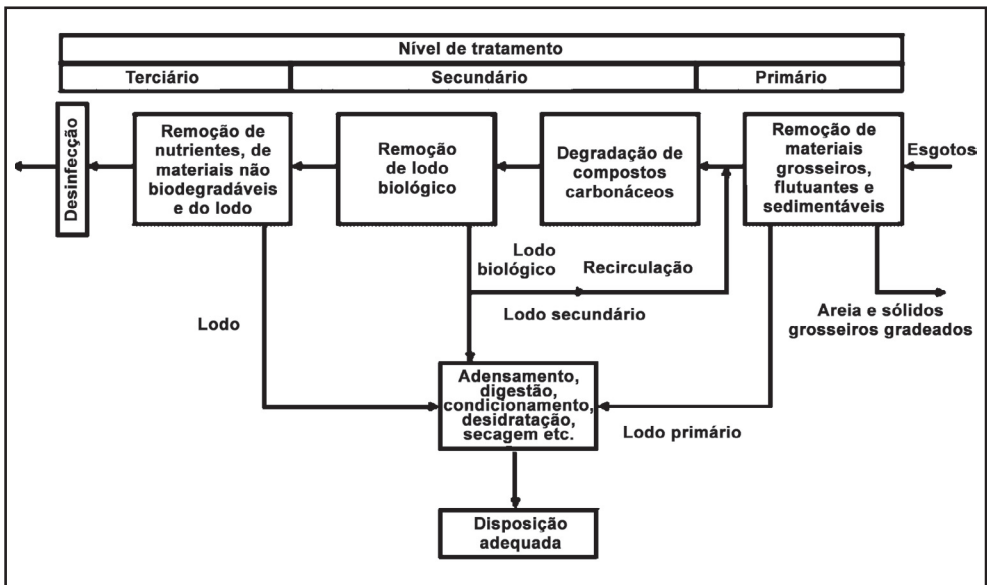 Nível de tratamento
Terciário
Secundário
Primário
Desinfecção
Remoção de
nutrientes, de
materiais não
biodegradáveis
e do lodo
Remoção
de lodo
biológico
Degradação de
compostos
carbonáceos
Remoção de
materiais
grosseiros,
flutuantes e
sedimentáveis
Esgotos
Lodo
biológico
Recirculação
Lodo secundário
Areia e sólidos
grosseiros gradeados
Lodo
Adensamento,
digestão,
condicionamento,
desidratação,
secagem etc.
Lodo primário
Disposição
adequada